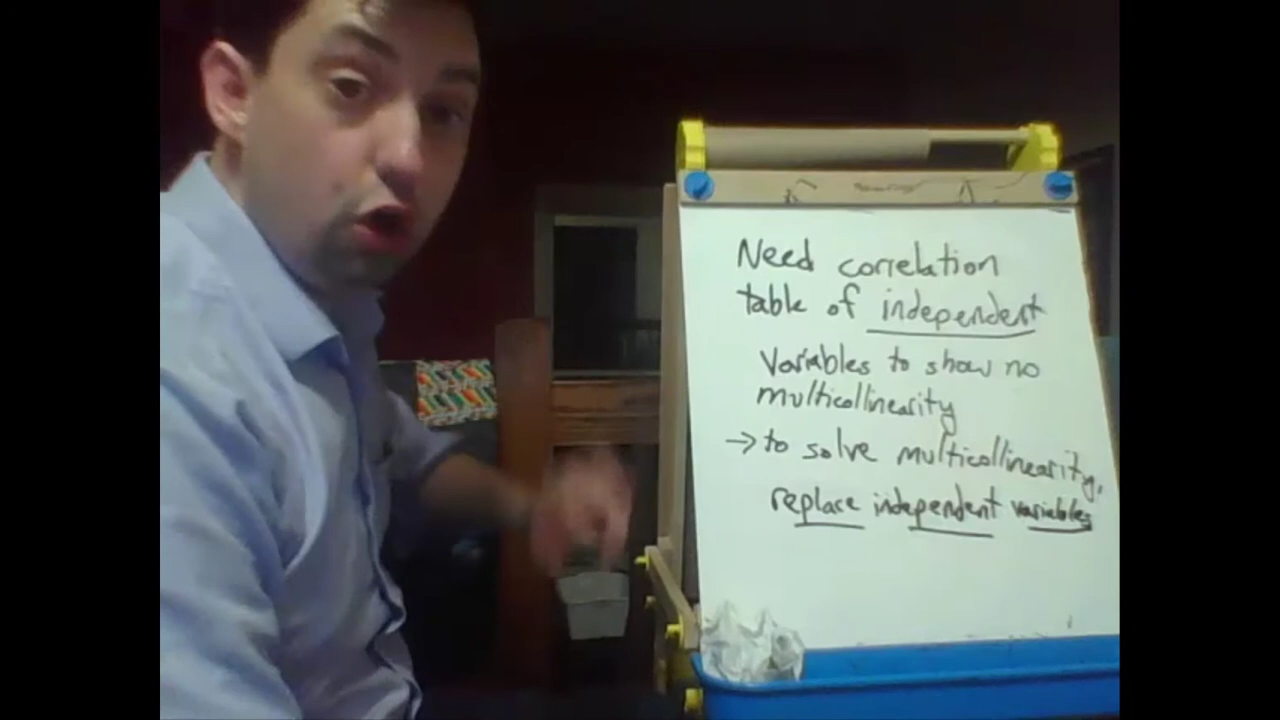 Need correlation
table of independent
variables to show no
multicollinearity
→ to solve multicollinearity,
replace independent variables